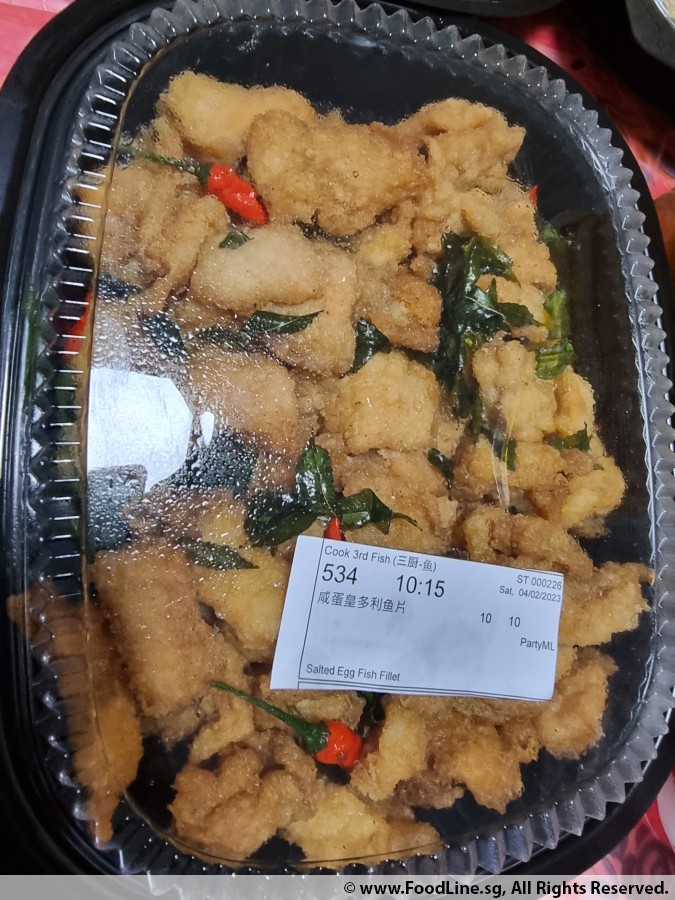 Cook 3rd Fish (三厨-鱼)
ST 000226
534 10:15
Sat, 04/02/2023
咸蛋皇多利鱼片
10 10
PartyML
Salted Egg Fish Fillet
© www.FoodLine.sg, All Rights Reserved.